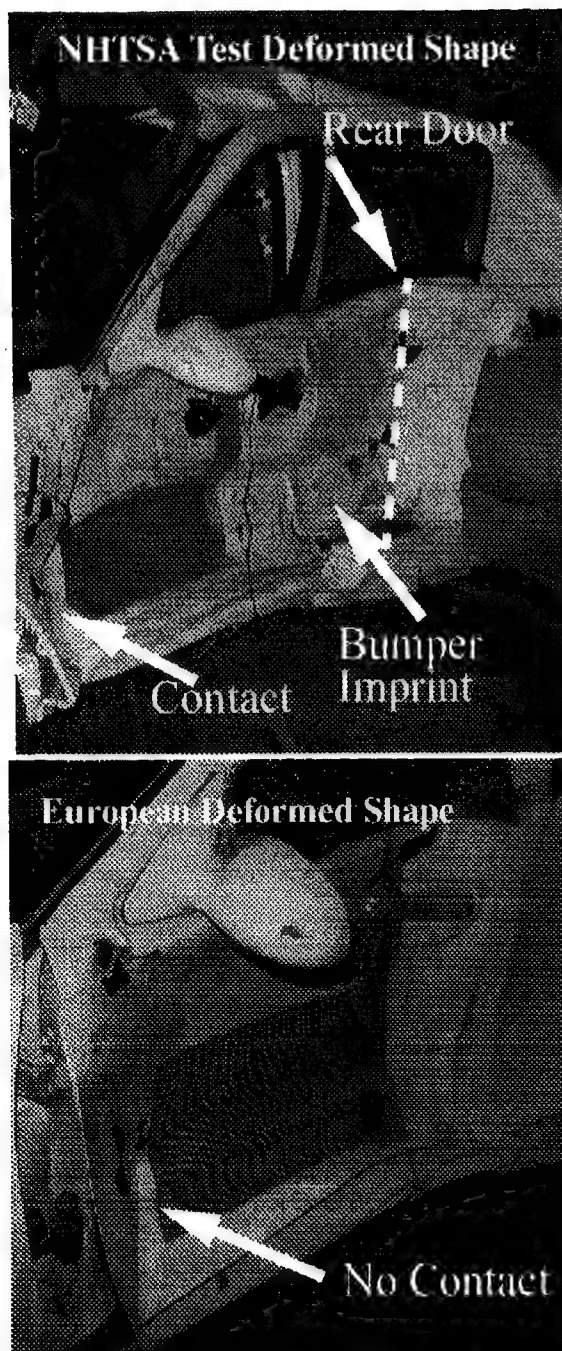 NHTSA Test Deformed Shape
Rear Door
Bumper
Imprint
Contact
European Deformed Shape
No Contact